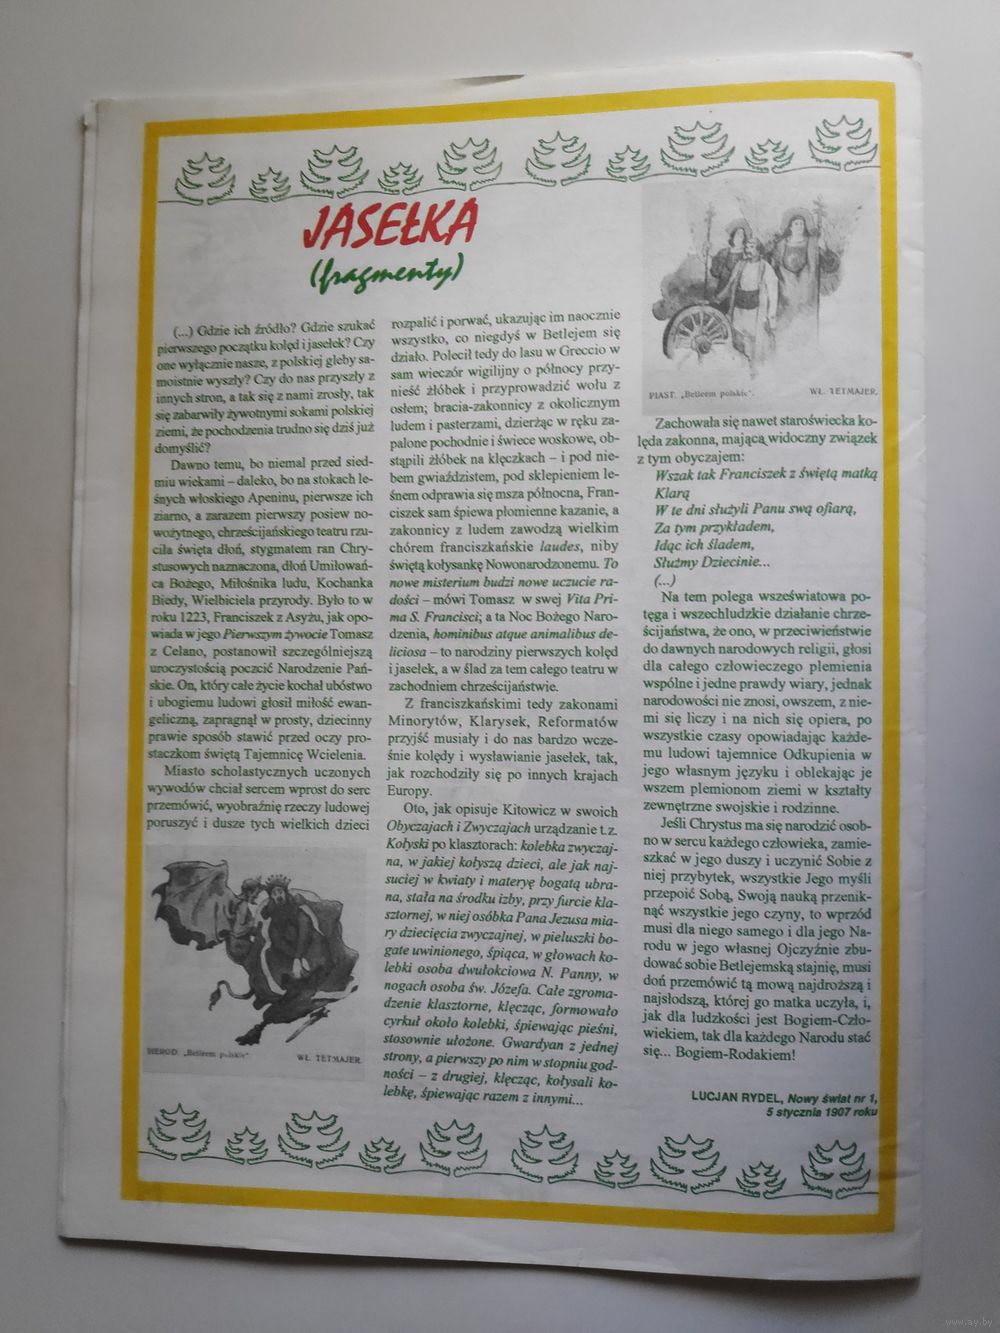 JASEŁKA
(fragmenty)
(...) Gdzie ich źródło? Gdzie szukać
pierwszego początku kolęd i jasełek? Czy
one wyłącznie nasze, z polskiej gleby sa-
moistnie wyszły? Czy do nas przyszły z
innych stron, a tak się z nami zrosły, tak
się zabarwiły żywotnymi sokami polskiej
ziemi, że pochodzenia trudno się dziś już
domyślić?
Dawno temu, bo niemal przed sied-
miu wiekami – daleko, bo na stokach le-
śnych włoskiego Apeninu, pierwsze ich
ziarno, a zarazem pierwszy posiew no-
wożytnego, chrześcijańskiego teatru rzu-
ciła święta dłoń, stygmatem ran Chry-
stusowych naznaczona, dłoń Umiłowań-
ca Bożego, Miłośnika ludu, Kochanka
Biedy, Wielbiciela przyrody. Było to w
roku 1223, Franciszek z Asyżu, jak opo-
wiada w jego Pierwszym żywocie Tomasz
z Celano, postanowił szczególniejszą
uroczystością poczcić Narodzenie Pań-
skie. On, który całe życie kochał ubóstwo
i ubogiemu ludowi głosił miłość ewan-
geliczną, zapragnął w prosty, dziecinny
prawie sposób stawić przed oczy pro-
staczkom świętą Tajemnicę Wcielenia.
Miasto scholastycznych uczonych
wywodów chciał sercem wprost do serc
przemówić, wyobraźnię rzeczy ludowej
poruszyć i dusze tych wielkich dzieci
HEROD. „Betleem polskie”.
WŁ. TETMAJER.
rozpalić i porwać, ukazując im naocznie
wszystko, co niegdyś w Betlejem się
działo. Polecił tedy do lasu w Greccio w
sam wieczór wigilijny o północy przy-
nieść żłóbek i przyprowadzić wołu z
osłem; bracia-zakonnicy z okolicznym
ludem i pasterzami, dzierżąc w ręku za-
palone pochodnie i świece woskowe, ob-
stąpili żłóbek na klęczkach – i pod nie-
bem gwiaździstem, pod sklepieniem le-
śnem odprawia się msza północna, Fran-
ciszek sam śpiewa płomienne kazanie, a
zakonnicy z ludem zawodzą wielkim
chórem franciszkańskie laudes, niby
świętą kołysankę Nowonarodzonemu. To
nowe misterium budzi nowe uczucie ra-
dości – mówi Tomasz w swej Vita Pri-
ma S. Francisci; a ta Noc Bożego Naro-
dzenia, hominibus atque animalibus de-
liciosa – to narodziny pierwszych kolęd
i jasełek, a w ślad za tem całego teatru w
zachodniem chrześcijaństwie.
Z franciszkańskimi tedy zakonami
Minorytów, Klarysek, Reformatów
przyjść musiały i do nas bardzo wcze-
śnie kolędy i wysławianie jasełek, tak,
jak rozchodziły się po innych krajach
Europy.
Oto, jak opisuje Kitowicz w swoich
Obyczajach i Zwyczajach urządzanie t.z.
Kołyski po klasztorach: kolebka zwyczaj-
na, w jakiej kołyszą dzieci, ale jak naj-
suciej w kwiaty i materyę bogatą ubra-
na, stała na środku izby, przy furcie kla-
sztornej, w niej osóbka Pana Jezusa mia-
ry dziecięcia zwyczajnej, w pieluszki bo-
gate uwinionego, śpiąca, w głowach ko-
lebki osoba dwułokciowa N. Panny, w
nogach osoba św. Józefa. Całe zgroma-
dzenie klasztorne, klęcząc, formowało
cyrkuł około kolebki, śpiewając pieśni,
stosownie ułożone. Gwardyan z jednej
strony, a pierwszy po nim w stopniu god-
ności – z drugiej, klęcząc, kołysali ko-
lebkę, śpiewając razem z innymi...
PIAST. „Betleem polskie”.
WŁ. TETMAJER.
Zachowała się nawet staroświecka ko-
lęda zakonna, mająca widoczny związek
z tym obyczajem:
Wszak tak Franciszek z świętą matką
Klarą
W te dni służyli Panu swą ofiarą,
Za tym przykładem,
Idąc ich śladem,
Służmy Dziecinie...
(...)
Na tem polega wszeświatowa po-
tęga i wszechludzkie działanie chrze-
ścijaństwa, że ono, w przeciwieństwie
do dawnych narodowych religii, głosi
dla całego człowieczego plemienia
wspólne i jedne prawdy wiary, jednak
narodowości nie znosi, owszem, z nie-
mi się liczy i na nich się opiera, po
wszystkie czasy opowiadając każde-
mu ludowi tajemnice Odkupienia w
jego własnym języku i oblekając je
wszem plemionom ziemi w kształty
zewnętrzne swojskie i rodzinne.
Jeśli Chrystus ma się narodzić osob-
no w sercu każdego człowieka, zamie-
szkać w jego duszy i uczynić Sobie z
niej przybytek, wszystkie Jego myśli
przepoić Sobą, Swoją nauką przenik-
nąć wszystkie jego czyny, to wprzód
musi dla niego samego i dla jego Na-
rodu w jego własnej Ojczyźnie zbu-
dować sobie Betlejemską stajnię, musi
doń przemówić tą mową najdroższą i
najsłodszą, której go matka uczyła, i,
jak dla ludzkości jest Bogiem-Czło-
wiekiem, tak dla każdego Narodu stać
się... Bogiem-Rodakiem!
LUCJAN RYDEL, Nowy świat nr 1,
5 stycznia 1907 roku
www.ay.by